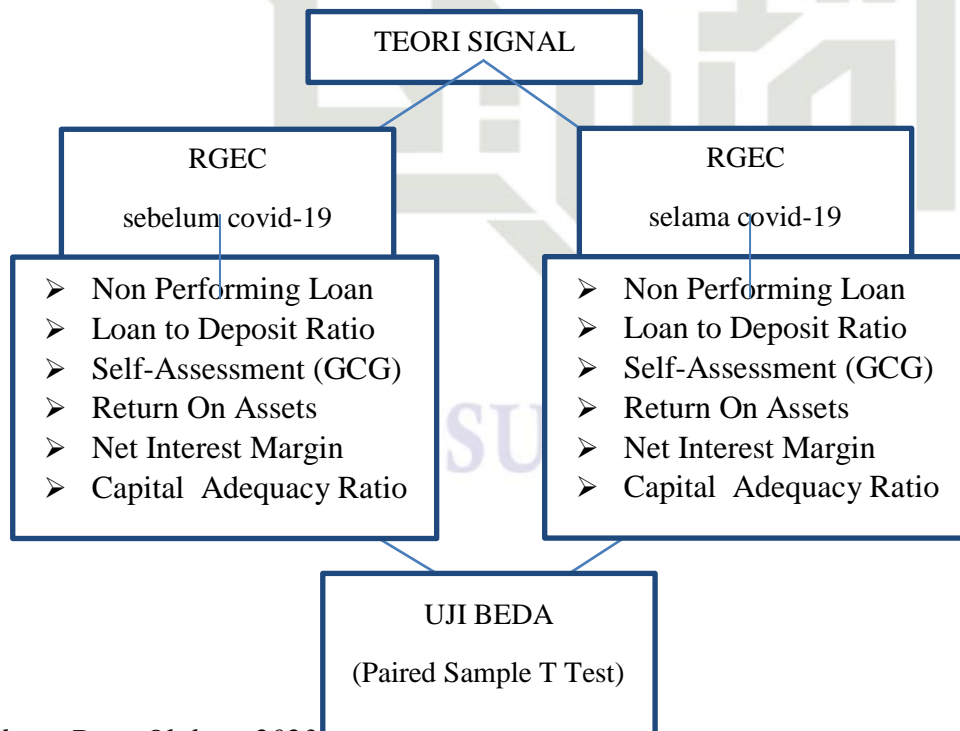 TEORI SIGNAL
RGEC
sebelum covid-19
RGEC
selama covid-19
➢ Non Performing Loan
➢ Loan to Deposit Ratio
➢ Self-Assessment (GCG)
➢ Return On Assets
➢ Net Interest Margin
➢ Capital Adequacy Ratio
➢ Non Performing Loan
➢ Loan to Deposit Ratio
➢ Self-Assessment (GCG)
➢ Return On Assets
➢ Net Interest Margin
➢ Capital Adequacy Ratio
SU
UJI BEDA
(Paired Sample T Test)